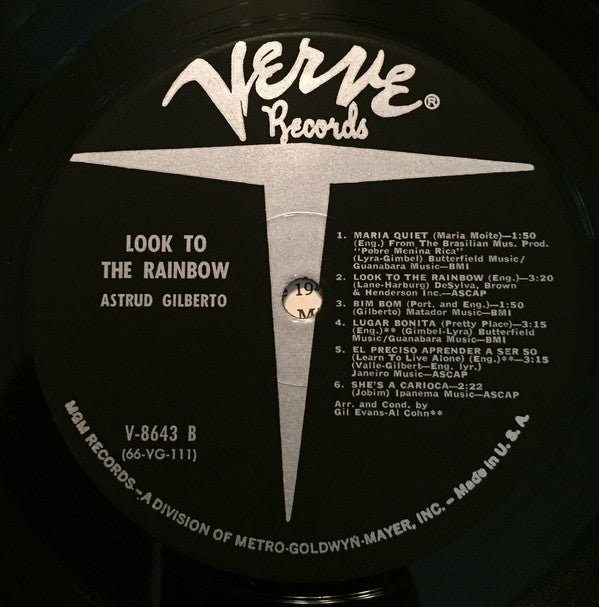 VERVE®
Records
LOOK TO
THE RAINBOW
ASTRUD GILBERTO
V-8643 B
(66-VG-111)
194
M
1. MARIA QUIET (Maria Moite)—1:50
(Eng.) From The Brasilian Mus. Prod.
"Pobre Menina Rica"
(Lyra-Gimbel) Butterfield Music/
Guanabara Music—BMI
2. LOOK TO THE RAINBOW (Eng.)—3:20
(Lane-Harburg) DeSylva, Brown
& Henderson Inc.—ASCAP
3. BIM BOM (Port. and Eng.)—1:50
(Gilberto) Matador Music/—BMI
4. LUGAR BONITA (Pretty Place)—3:15
(Eng.)** (Gimbel-Lyra) Butterfield
Music/Guanabara Music—BMI
5. EL PRECISO APRENDER A SER SO
(Learn To Live Alone) (Eng.)**—3:15
(Valle-Gilbert—Eng. lyr.)
Janeiro Music—ASCAP
6. SHE'S A CARIOCA—2:22
(Jobim) Ipanema Music—ASCAP
Arr. and Cond. by
Gil Evans-Al Cohn**
MGM RECORDS—A DIVISION OF METRO-GOLDWYN-MAYER, INC. – Made in U. S. A.